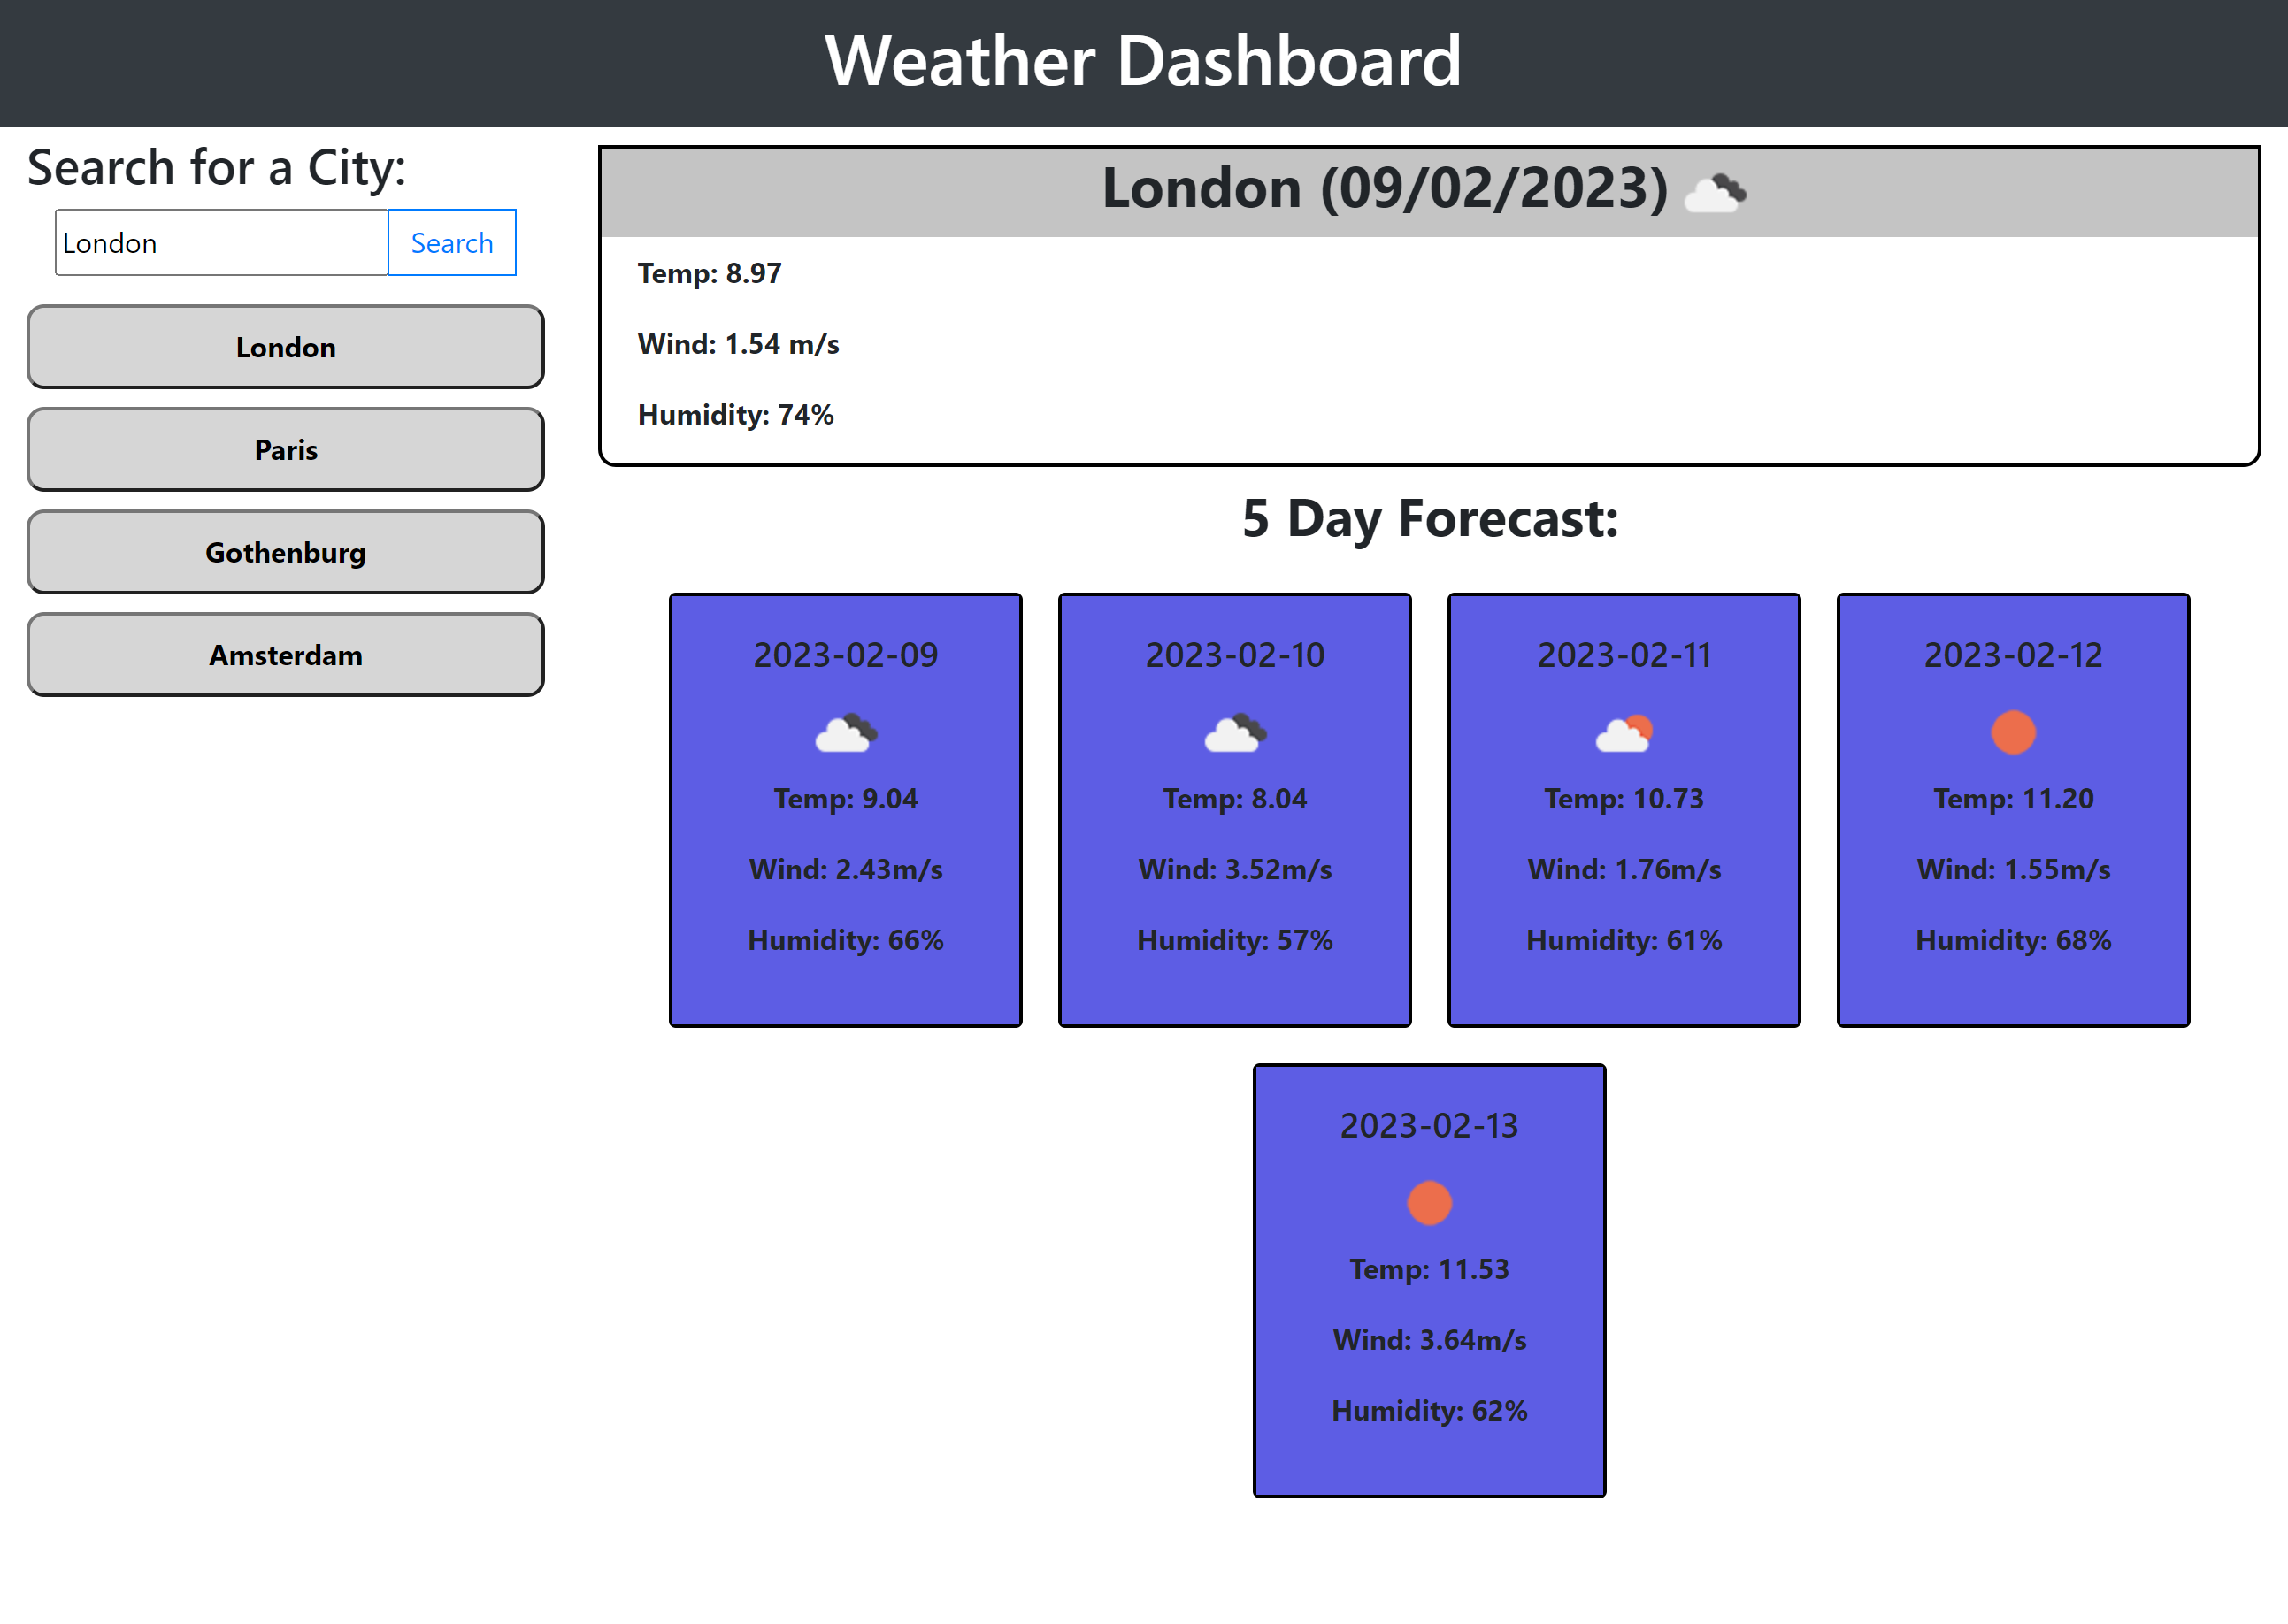 Weather Dashboard
Search for a City:
London
Search
London
Paris
Gothenburg
Amsterdam
London (09/02/2023)
Temp: 8.97
Wind: 1.54 m/s
Humidity: 74%
5 Day Forecast:
2023-02-09
Temp: 9.04
Wind: 2.43m/s
Humidity: 66%
2023-02-10
Temp: 8.04
Wind: 3.52m/s
Humidity: 57%
2023-02-11
Temp: 10.73
Wind: 1.76m/s
Humidity: 61%
2023-02-12
Temp: 11.20
Wind: 1.55m/s
Humidity: 68%
2023-02-13
Temp: 11.53
Wind: 3.64m/s
Humidity: 62%